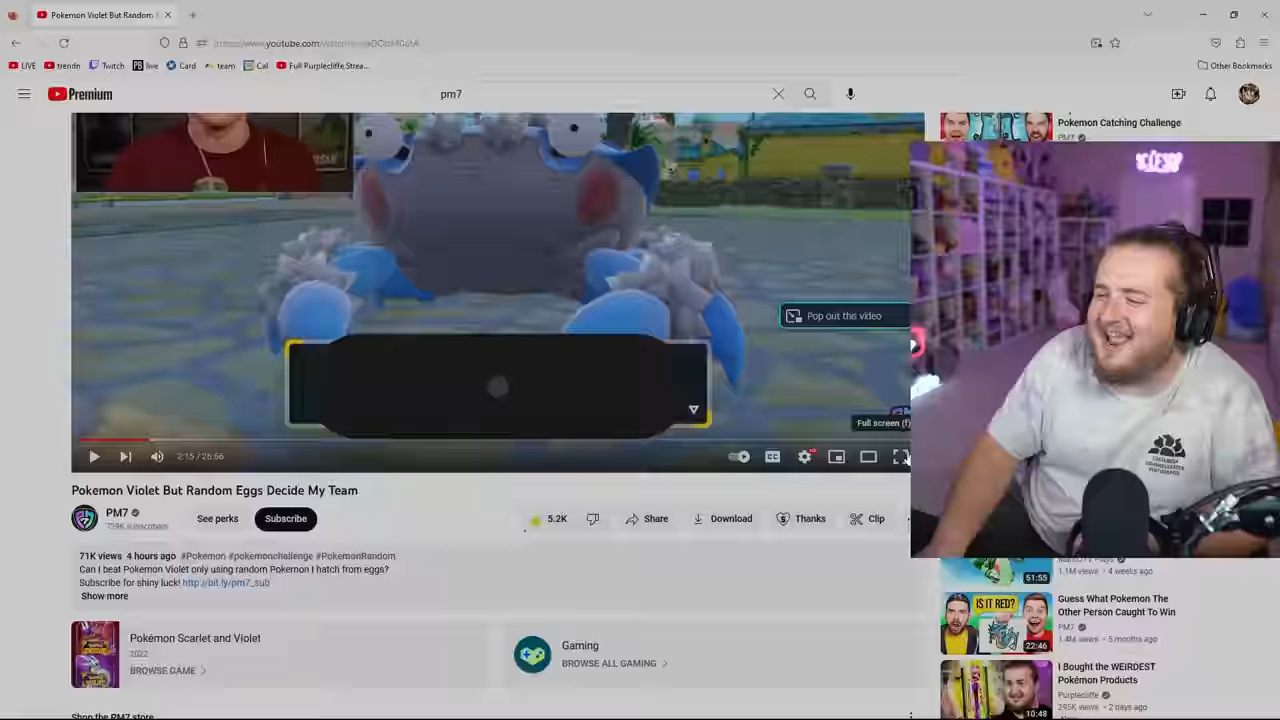 Pokemon Violet But Random
LIVE
trendn
Twitch
live
Card
team
Cal
Full Purplecliffe Strea...
Other Bookmarks
Premium
pm7
Pokemon Catching Challenge
PM7
Pop out this video
Full screen (f)
2:15 / 26:56
Pokemon Violet But Random Eggs Decide My Team
PM7
729K subscribers
See perks
Subscribe
5.2K
Share
Download
Thanks
Clip
71K views 4 hours ago #Pokemon #pokemonchallenge #PokemonRandom
Can I beat Pokemon Violet only using random Pokemon I hatch from eggs?
Subscribe for shiny luck! http://bit.ly/pm7_sub
Show more
Pokémon Scarlet and Violet
2022
BROWSE GAME
Gaming
BROWSE ALL GAMING
Shop the PM7 store
1.1M views • 4 weeks ago
51:55
IS IT RED?
22:46
Guess What Pokemon The
Other Person Caught To Win
PM7
1.4M views • 5 months ago
I Bought the WEiRDEST
Pokémon Products
Purplecliffe
295K views • 2 days ago
10:48